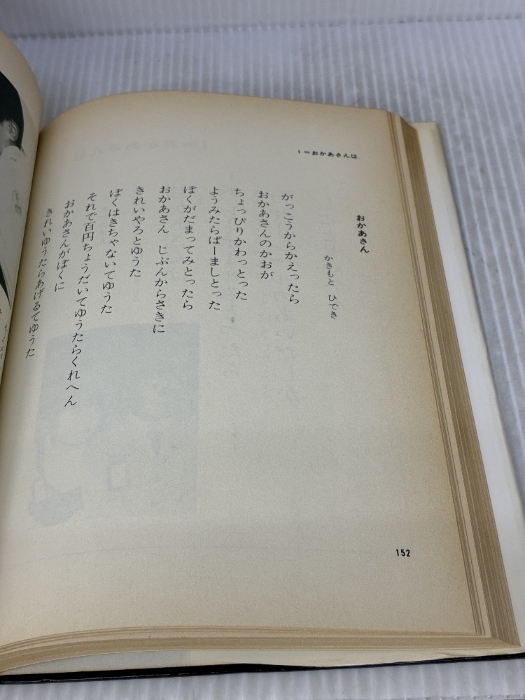 1ーおかあさんは
おかあさん
かきもと ひでき
がっこうからかえったら
おかあさんのかおが
ちょっぴりかわっとった
ようみたらぱーましとった
ぼくがだまってみとったら
おかあさん じぶんからさきに
きれいやろとゆうた
ぼくはきちゃないてゆうた
それで百円ちょうだいてゆうたらくれへん
おかあさんがぼくに
きれいゆうたらあげるてゆうた
152